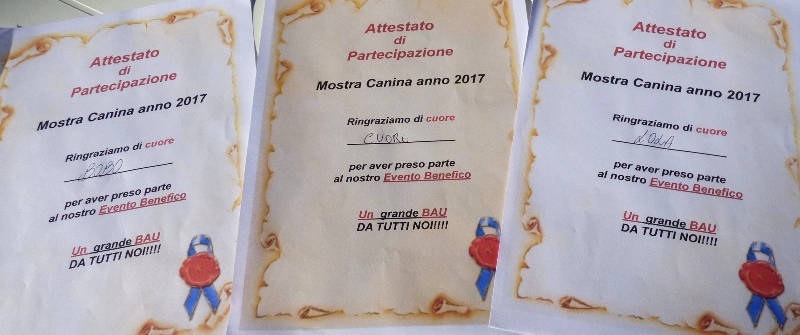 Attestato
di
Partecipazione
Mostra Canina anno 2017
Ringraziamo di cuore
BOBO
per aver preso parte
al nostro Evento Benefico
Un grande BAU
DA TUTTI NOI!!!!
Attestato
di
Partecipazione
Mostra Canina anno 2017
Ringraziamo di cuore
CUORE
per aver preso parte
al nostro Evento Benefico
Un grande BAU
DA TUTTI NOI!!!!
Attestato
di
Partecipazione
Mostra Canina anno 2017
Ringraziamo di cuore
LOLA
per aver preso parte
al nostro Evento Benefico
Un grande BAU
DA TUTTI NOI!!!!